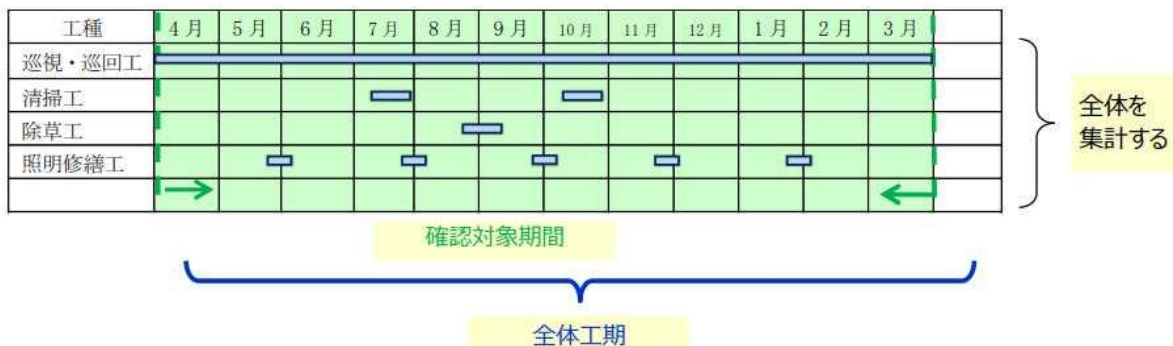 工種 4月 5月 6月 7月 8月 9月 10月 11月 12月 1月 2月 3月
巡視・巡回工
清掃工
除草工
照明修繕工
全体を
集計する
確認対象期間
全体工期